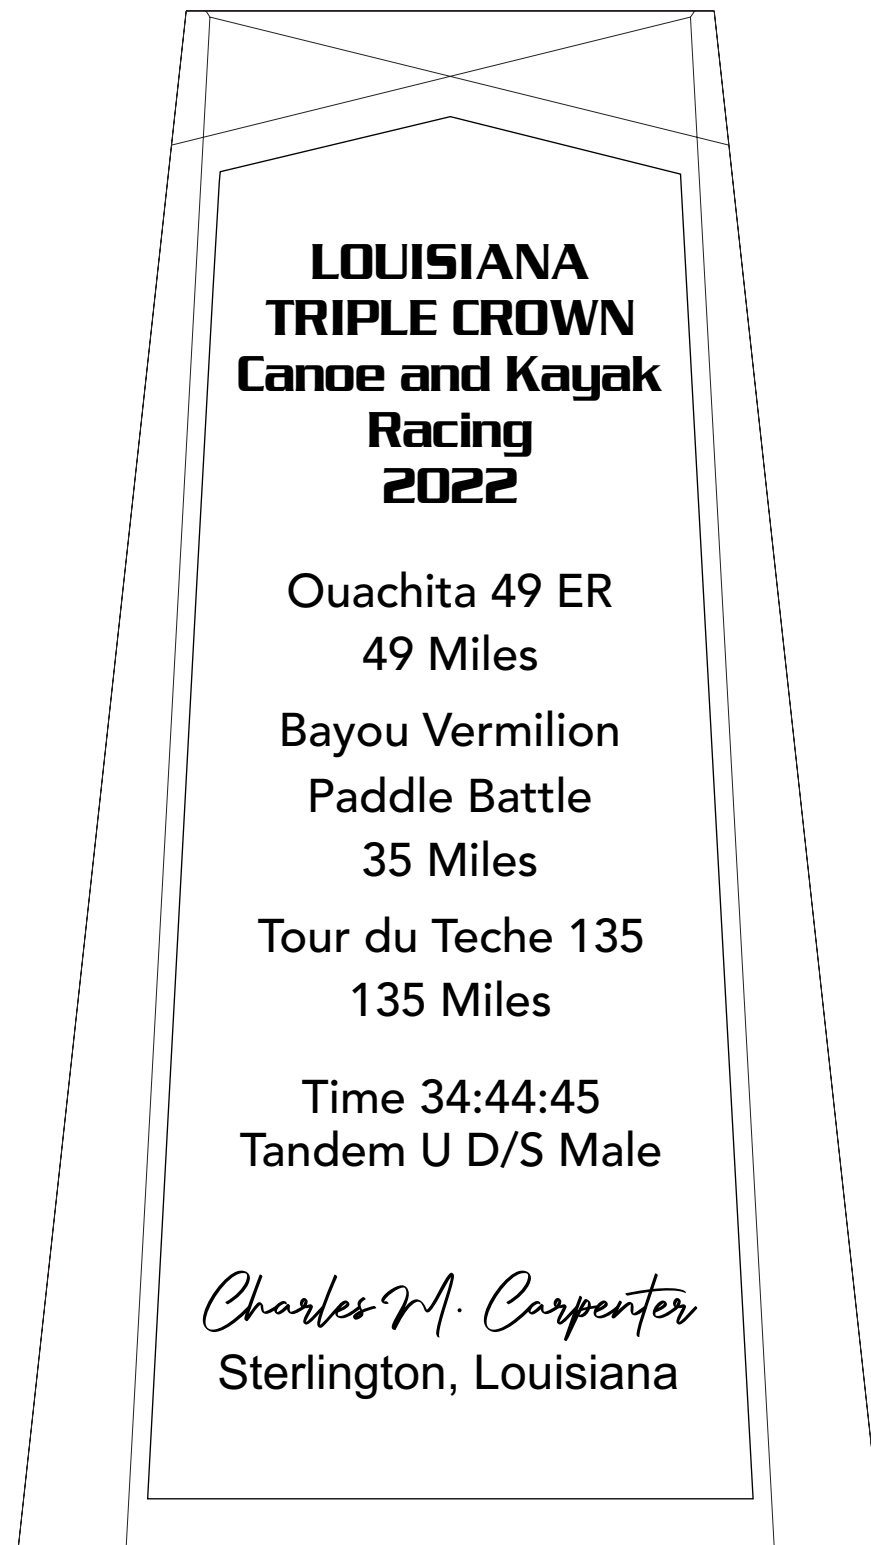 LOUISIANA
TRIPLE CROWN
Canoe and Kayak
Racing
2022
Ouachita 49 ER
49 Miles
Bayou Vermilion
Paddle Battle
35 Miles
Tour du Teche 135
135 Miles
Time 34:44:45
Tandem U D/S Male
Charles M. Carpenter
Sterlington, Louisiana